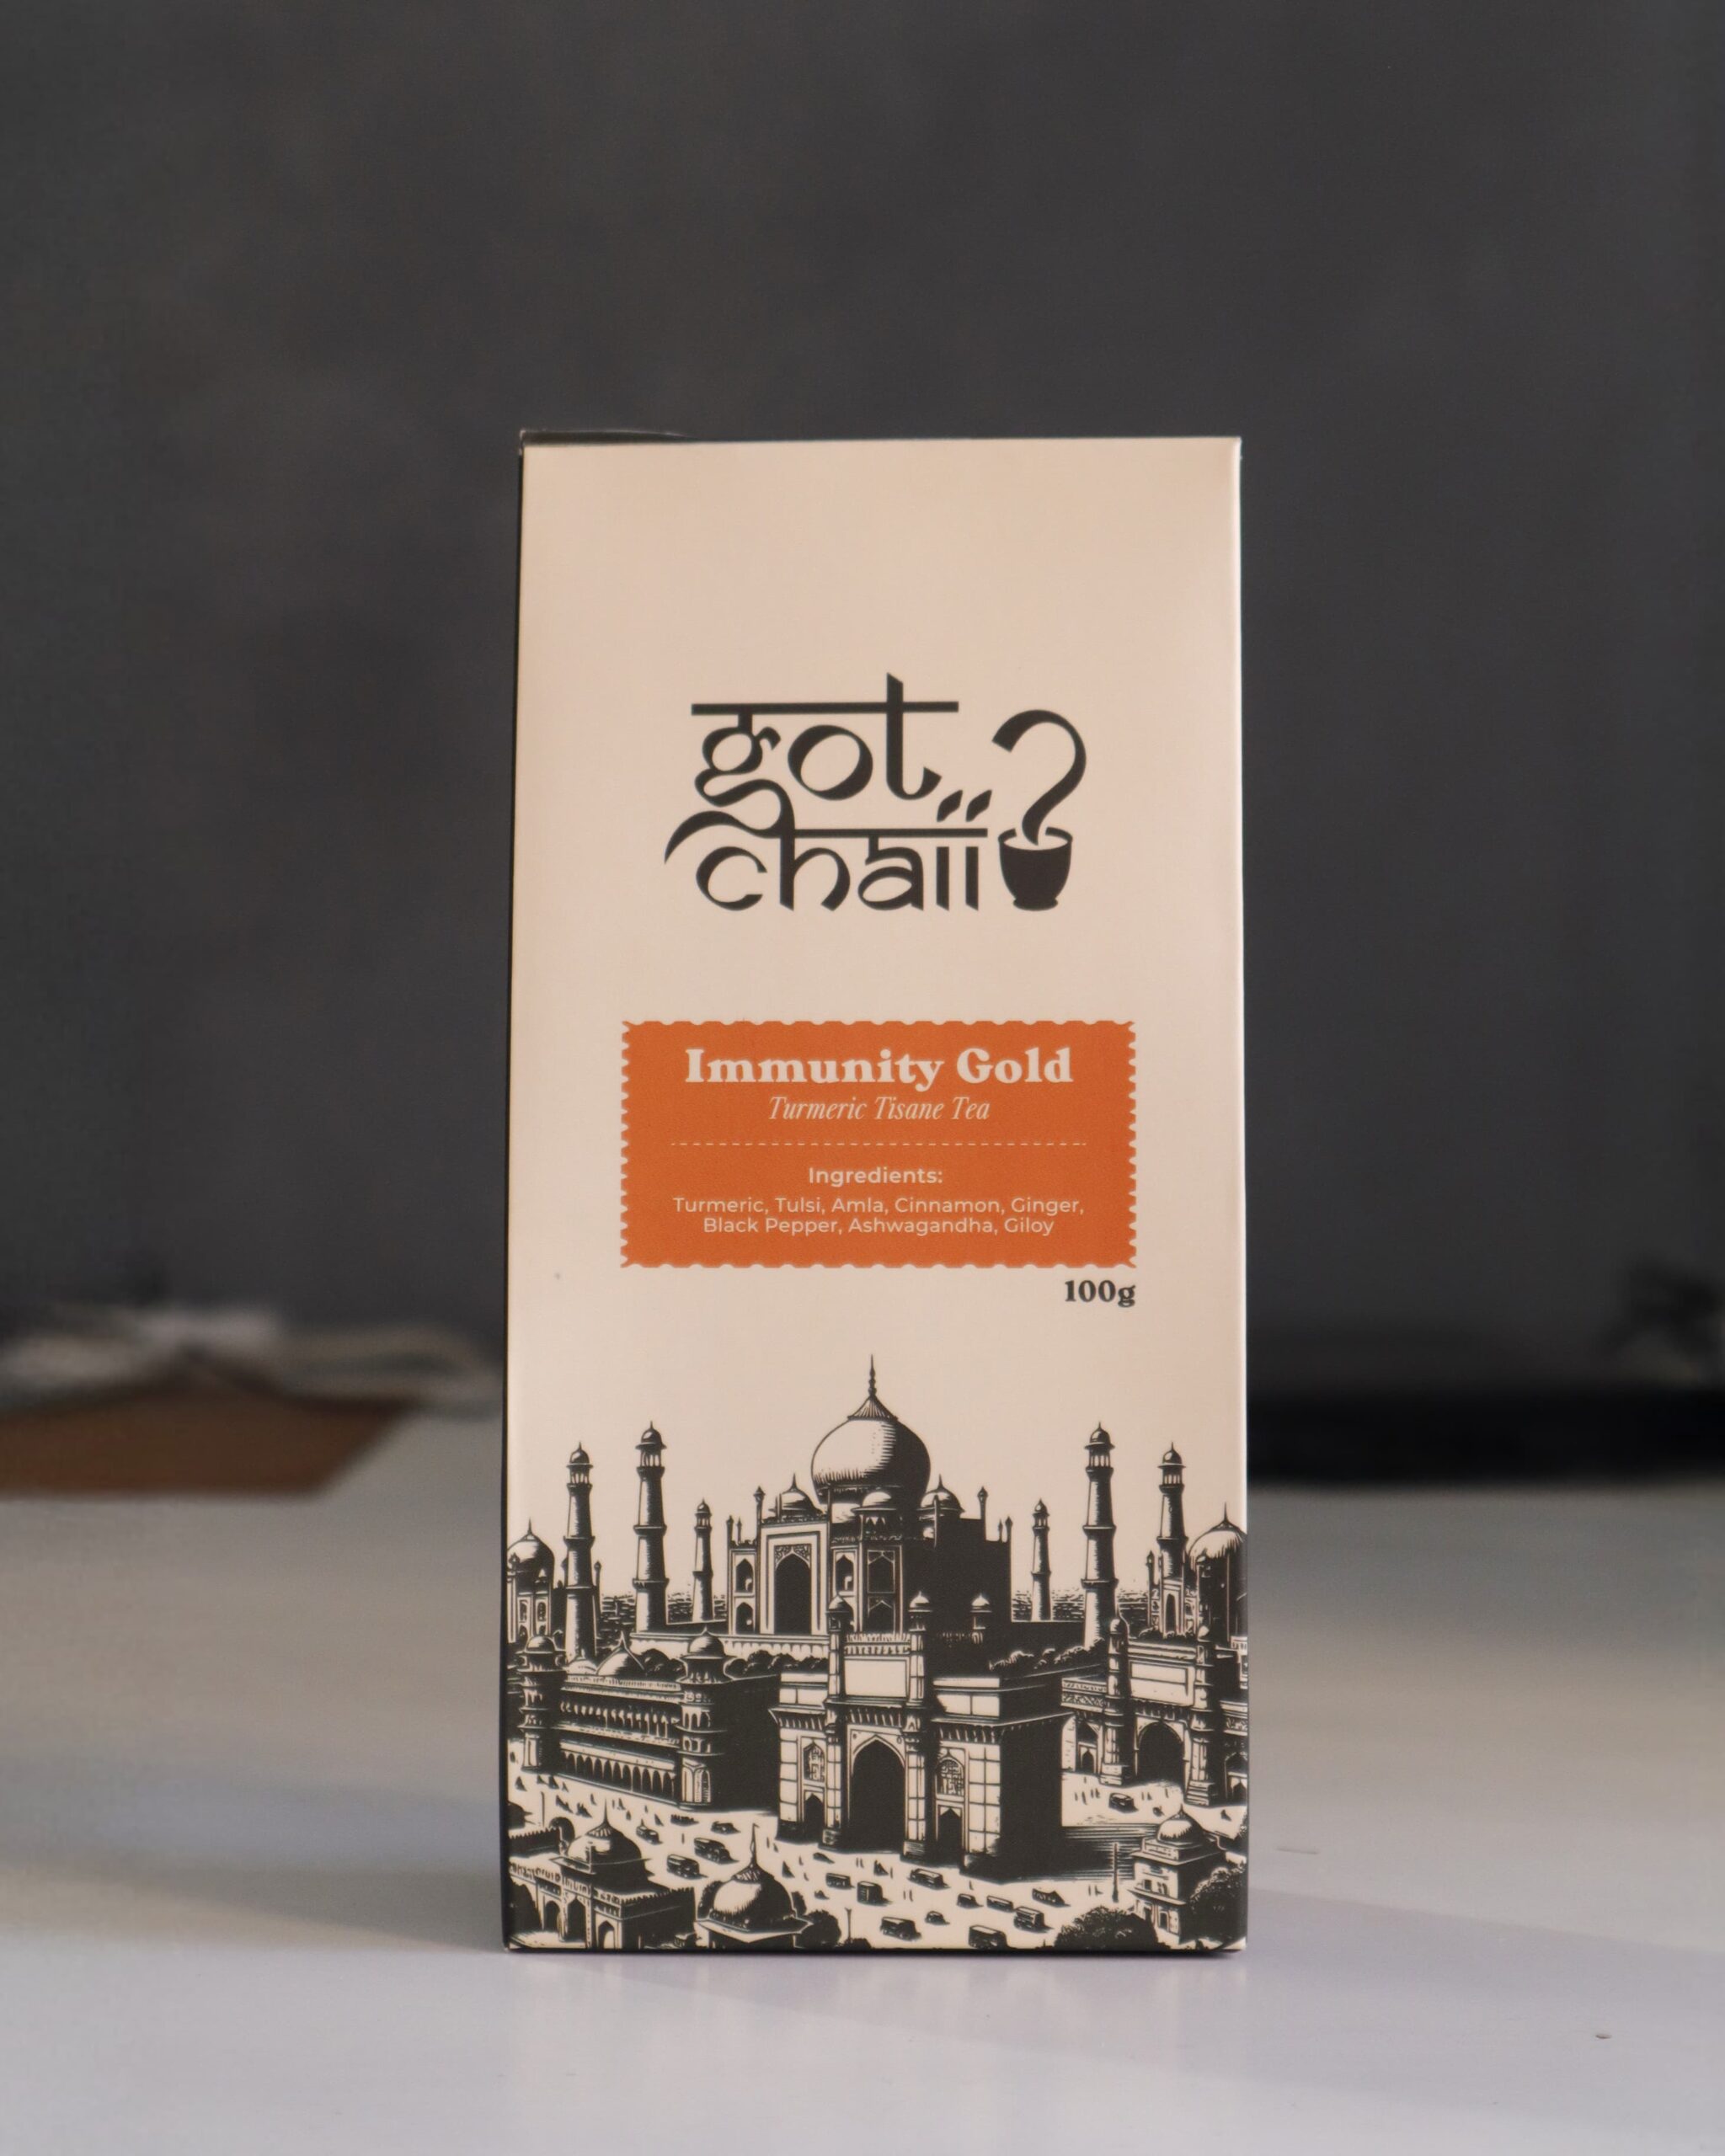 got
chaii?
Immunity Gold
Turmeric Tisane Tea
Ingredients:
Turmeric, Tulsi, Amla, Cinnamon, Ginger,
Black Pepper, Ashwagandha, Giloy
100g